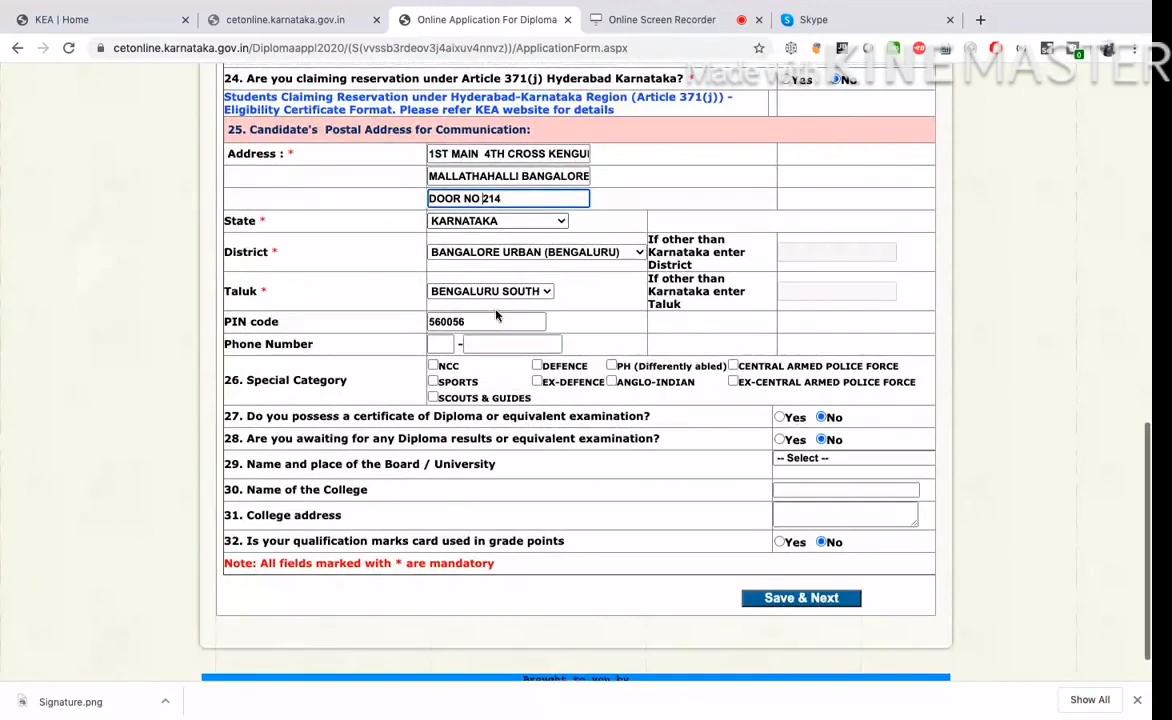 KEA | Home
cetonline.karnataka.gov.in
Online Application For Diploma
Online Screen Recorder
Skype
cetonline.karnataka.gov.in/Diplomaappl2020/(S(vvssb3rdeov3j4aixuv4nnvz))/ApplicationForm.aspx
Made with KINEMASTER
24. Are you claiming reservation under Article 371(j) Hyderabad Karnataka? * Yes No
Students Claiming Reservation under Hyderabad-Karnataka Region (Article 371(j)) -
Eligibility Certificate Format. Please refer KEA website for details
25. Candidate's Postal Address for Communication:
Address : * 1ST MAIN 4TH CROSS
MALLATHAHALLI BANGALORE
DOOR NO 214
State * KARNATAKA
District * BANGALORE URBAN (BENGALURU) If other than
Karnataka enter
District
Taluk * BENGALURU SOUTH If other than
Karnataka enter
Taluk
PIN code 560056
Phone Number -
26. Special Category NCC DEFENCE PH (Differently abled) CENTRAL ARMED POLICE FORCE
SPORTS EX-DEFENCE ANGLO-INDIAN EX-CENTRAL ARMED POLICE FORCE
SCOUTS & GUIDES
27. Do you possess a certificate of Diploma or equivalent examination? Yes No
28. Are you awaiting for any Diploma results or equivalent examination? Yes No
29. Name and place of the Board / University -- Select --
30. Name of the College
31. College address
32. Is your qualification marks card used in grade points Yes No
Note: All fields marked with * are mandatory
Save & Next
Brought to you by
Signature.png
Show All